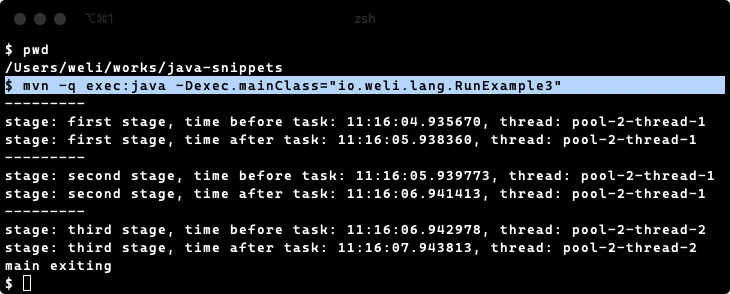 ⌥⌘1 zsh
$ pwd
/Users/weli/works/java-snippets
$ mvn -q exec:java -Dexec.mainClass="io.weli.lang.RunExample3"
---------
stage: first stage, time before task: 11:16:04.935670, thread: pool-2-thread-1
stage: first stage, time after task: 11:16:05.938360, thread: pool-2-thread-1
---------
stage: second stage, time before task: 11:16:05.939773, thread: pool-2-thread-1
stage: second stage, time after task: 11:16:06.941413, thread: pool-2-thread-1
---------
stage: third stage, time before task: 11:16:06.942978, thread: pool-2-thread-2
stage: third stage, time after task: 11:16:07.943813, thread: pool-2-thread-2
main exiting
$